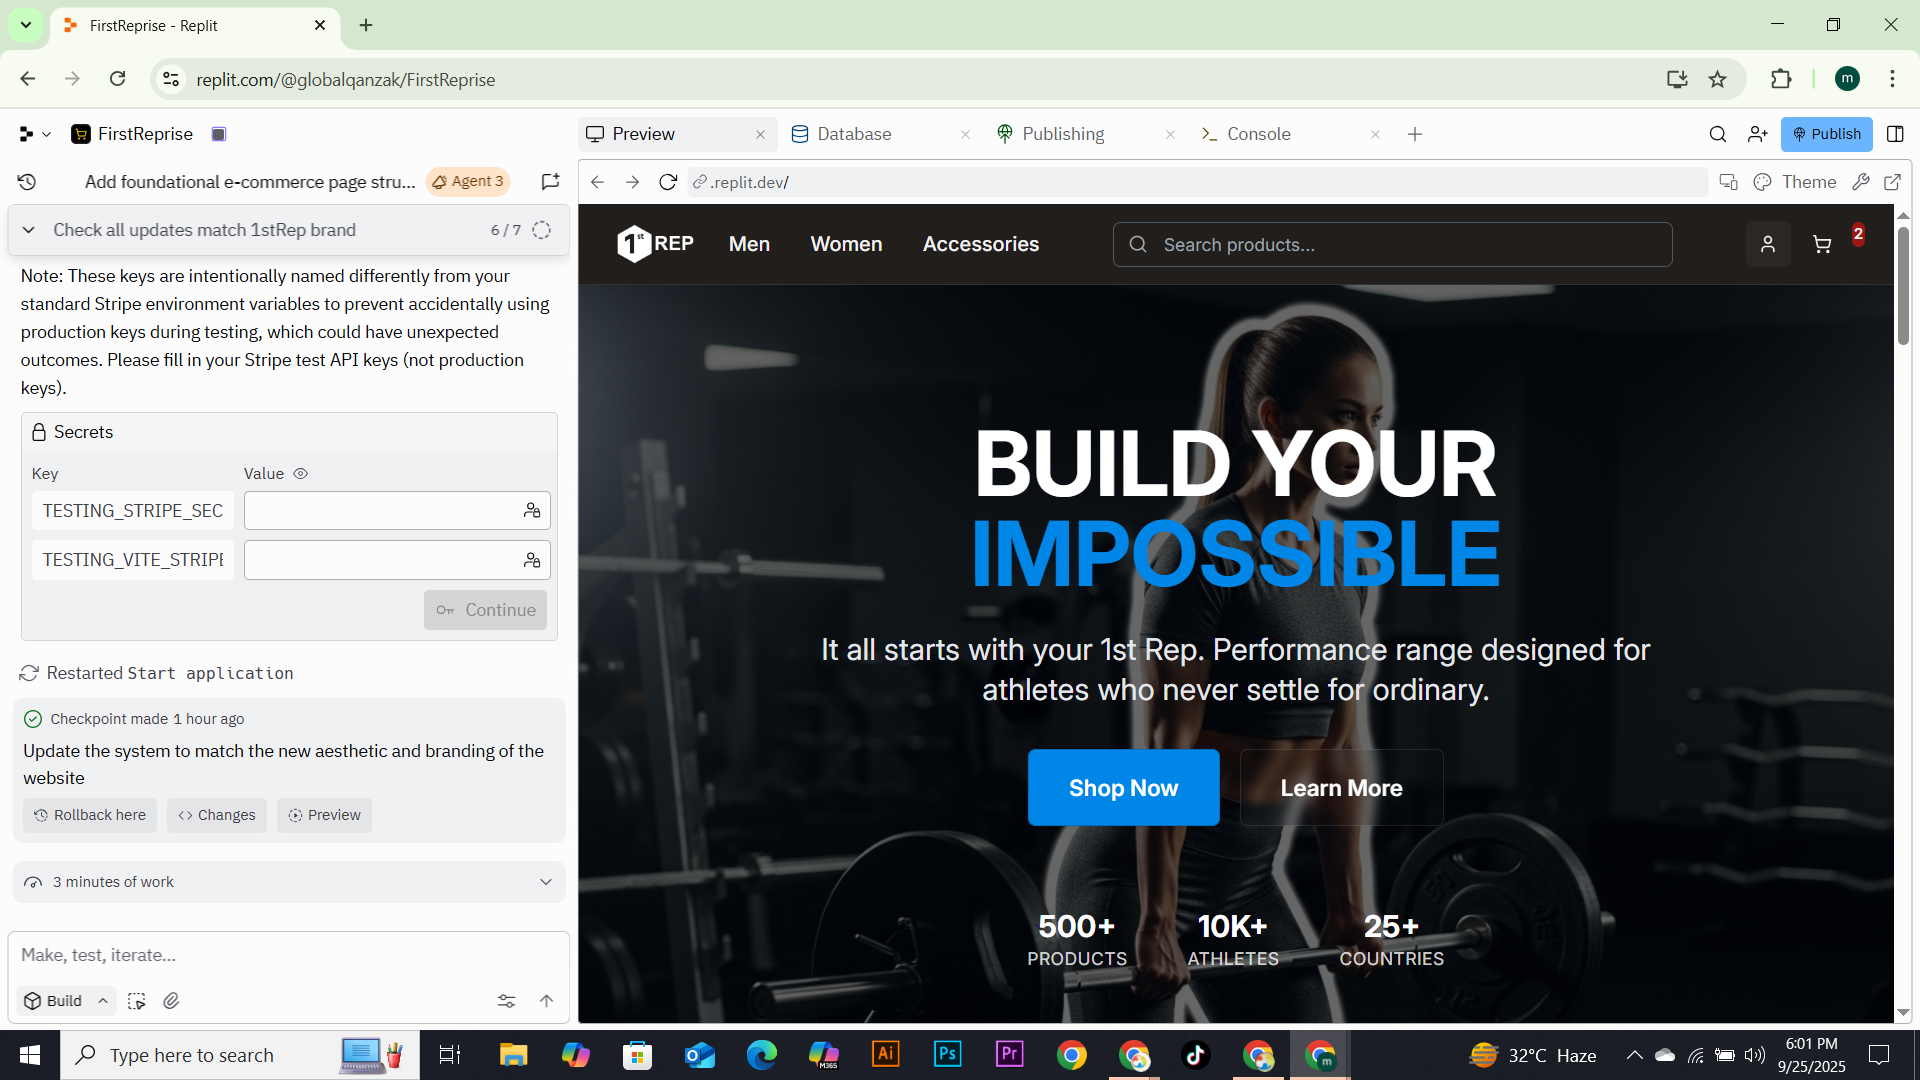 FirstReprise - Replit
replit.com/@globalqanzak/FirstReprise
m
FirstReprise
Preview
Database
Publishing
Console
Publish
Add foundational e-commerce page stru...
Agent 3
.replit.dev/
Theme
Check all updates match 1stRep brand
6 / 7
Note: These keys are intentionally named differently from your
standard Stripe environment variables to prevent accidentally using
production keys during testing, which could have unexpected
outcomes. Please fill in your Stripe test API keys (not production
keys).
Secrets
Key
Value
TESTING_STRIPE_SEC
TESTING_VITE_STRIPE
Continue
Restarted Start application
Checkpoint made 1 hour ago
Update the system to match the new aesthetic and branding of the
website
Rollback here
Changes
Preview
3 minutes of work
Make, test, iterate...
Build
1st REP
Men
Women
Accessories
Search products...
2
BUILD YOUR
IMPOSSIBLE
It all starts with your 1st Rep. Performance range designed for
athletes who never settle for ordinary.
Shop Now
Learn More
500+
PRODUCTS
10K+
ATHLETES
25+
COUNTRIES
Type here to search
M365
Ai
Ps
Pr
m
32°C Haze
6:01 PM
9/25/2025